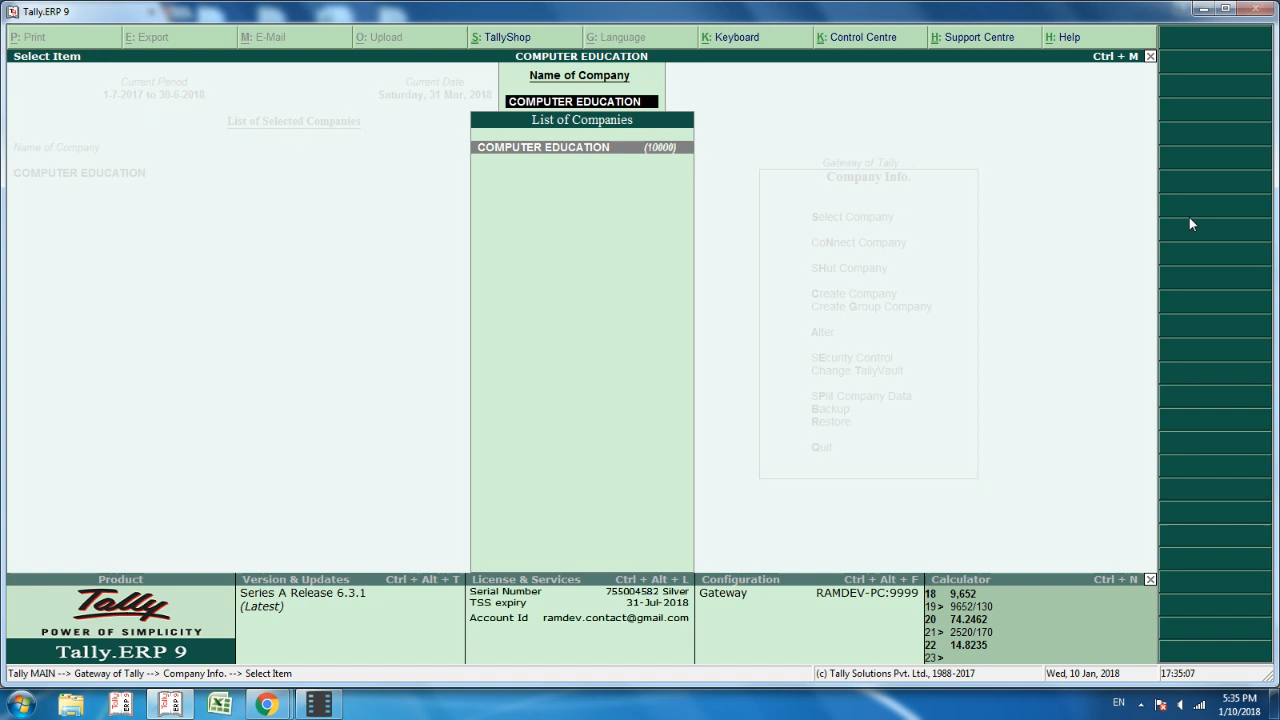 Tally.ERP 9
P: Print
E: Export
M: E-Mail
O: Upload
S: TallyShop
G: Language
K: Keyboard
K: Control Centre
H: Support Centre
H: Help
Select Item
COMPUTER EDUCATION
Ctrl + M
Current Period
1-7-2017 to 30-6-2018
Current Date
Saturday, 31 Mar, 2018
List of Selected Companies
Name of Company
COMPUTER EDUCATION
Name of Company
COMPUTER EDUCATION
List of Companies
COMPUTER EDUCATION (10000)
Gateway of Tally ...
Company Info.
Select Company
CoNnect Company
SHut Company
Create Company
Create Group Company
Alter
SEcurity Control
Change TallyVault
SPlit Company Data
Backup
Restore
Quit
Product
Tally
POWER OF SIMPLICITY
Tally.ERP 9
Version & Updates Ctrl + Alt + T
Series A Release 6.3.1
(Latest)
License & Services Ctrl + Alt + L
Serial Number 755004582 Silver
TSS expiry 31-Jul-2018
Account Id ramdev.contact@gmail.com
Configuration Ctrl + Alt + F
Gateway RAMDEV-PC:9999
Calculator Ctrl + N
18 9,652
19> 9652/130
20 74.2462
21> 2520/170
22 14.8235
23>
Tally MAIN --> Gateway of Tally --> Company Info. --> Select Item
(c) Tally Solutions Pvt. Ltd., 1988-2017
Wed, 10 Jan, 2018
17:35:07
Tally ERP 9
Tally ERP 9
EN
5:35 PM
1/10/2018